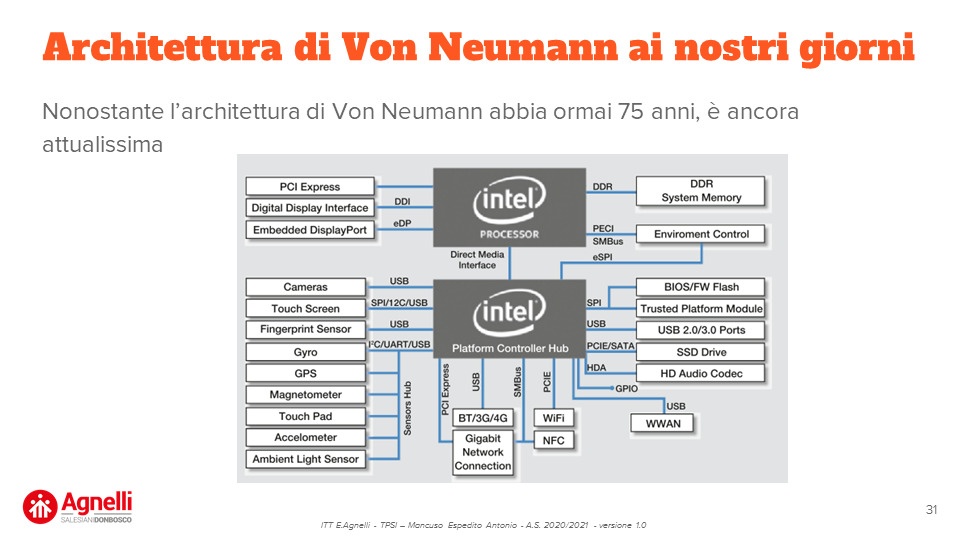 Architettura di Von Neumann ai nostri giorni
Nonostante l’architettura di Von Neumann abbia ormai 75 anni, è ancora
attualissima
PCI Express
Digital Display Interface
DDI
Embedded DisplayPort
eDP
intel
PROCESSOR
DDR
DDR
System Memory
PECI
SMBus
Enviroment Control
eSPI
Direct Media
Interface
Cameras
USB
Touch Screen
SPI/12C/USB
Fingerprint Sensor
USB
Gyro
I²C/UART/USB
GPS
Magnetometer
Touch Pad
Accelometer
Ambient Light Sensor
Sensors Hub
intel
Platform Controller Hub
SPI
BIOS/FW Flash
Trusted Platform Module
USB
USB 2.0/3.0 Ports
PCIE/SATA
SSD Drive
HDA
HD Audio Codec
GPIO
USB
WWAN
PCI Express
USB
SMBus
PCIE
BT/3G/4G
Gigabit
Network
Connection
WiFi
NFC
Agnelli
SALESIANI DONBOSCO
ITT E.Agnelli - TPSI – Mancuso Espedito Antonio - A.S. 2020/2021 - versione 1.0
31